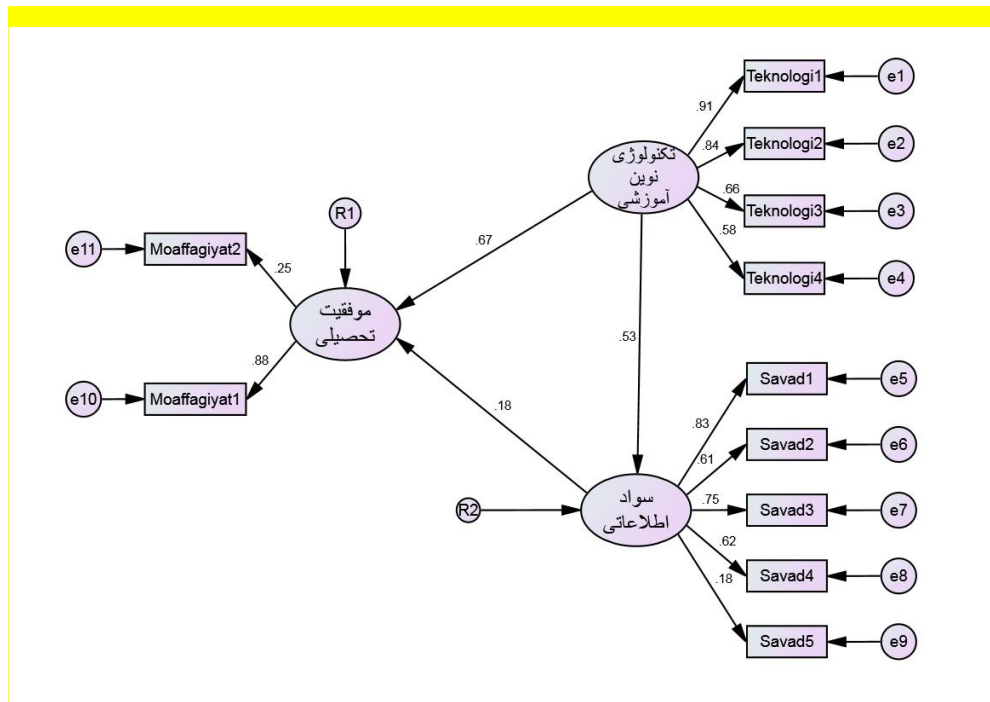 Teknologi1
e1
.91
Teknologi2
e2
.84
تکنولوژی
نوین
آموزشی
Teknologi3
e3
.66
Teknologi4
e4
.58
R1
.67
e11
Moaffagiyat2
.25
موفقیت
تحصیلی
.53
.88
e10
Moaffagiyat1
.18
Savad1
e5
.83
Savad2
e6
.61
سواد
اطلاعاتی
R2
.75
Savad3
e7
.62
Savad4
e8
.18
Savad5
e9